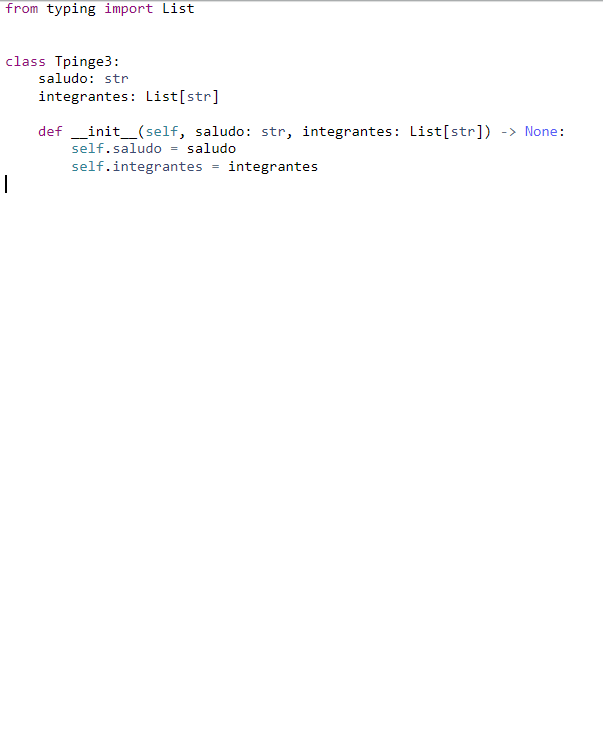 from typing import List
class Tpinge3:
    saludo: str
    integrantes: List[str]
    def __init__(self, saludo: str, integrantes: List[str]) -> None:
        self.saludo = saludo
        self.integrantes = integrantes